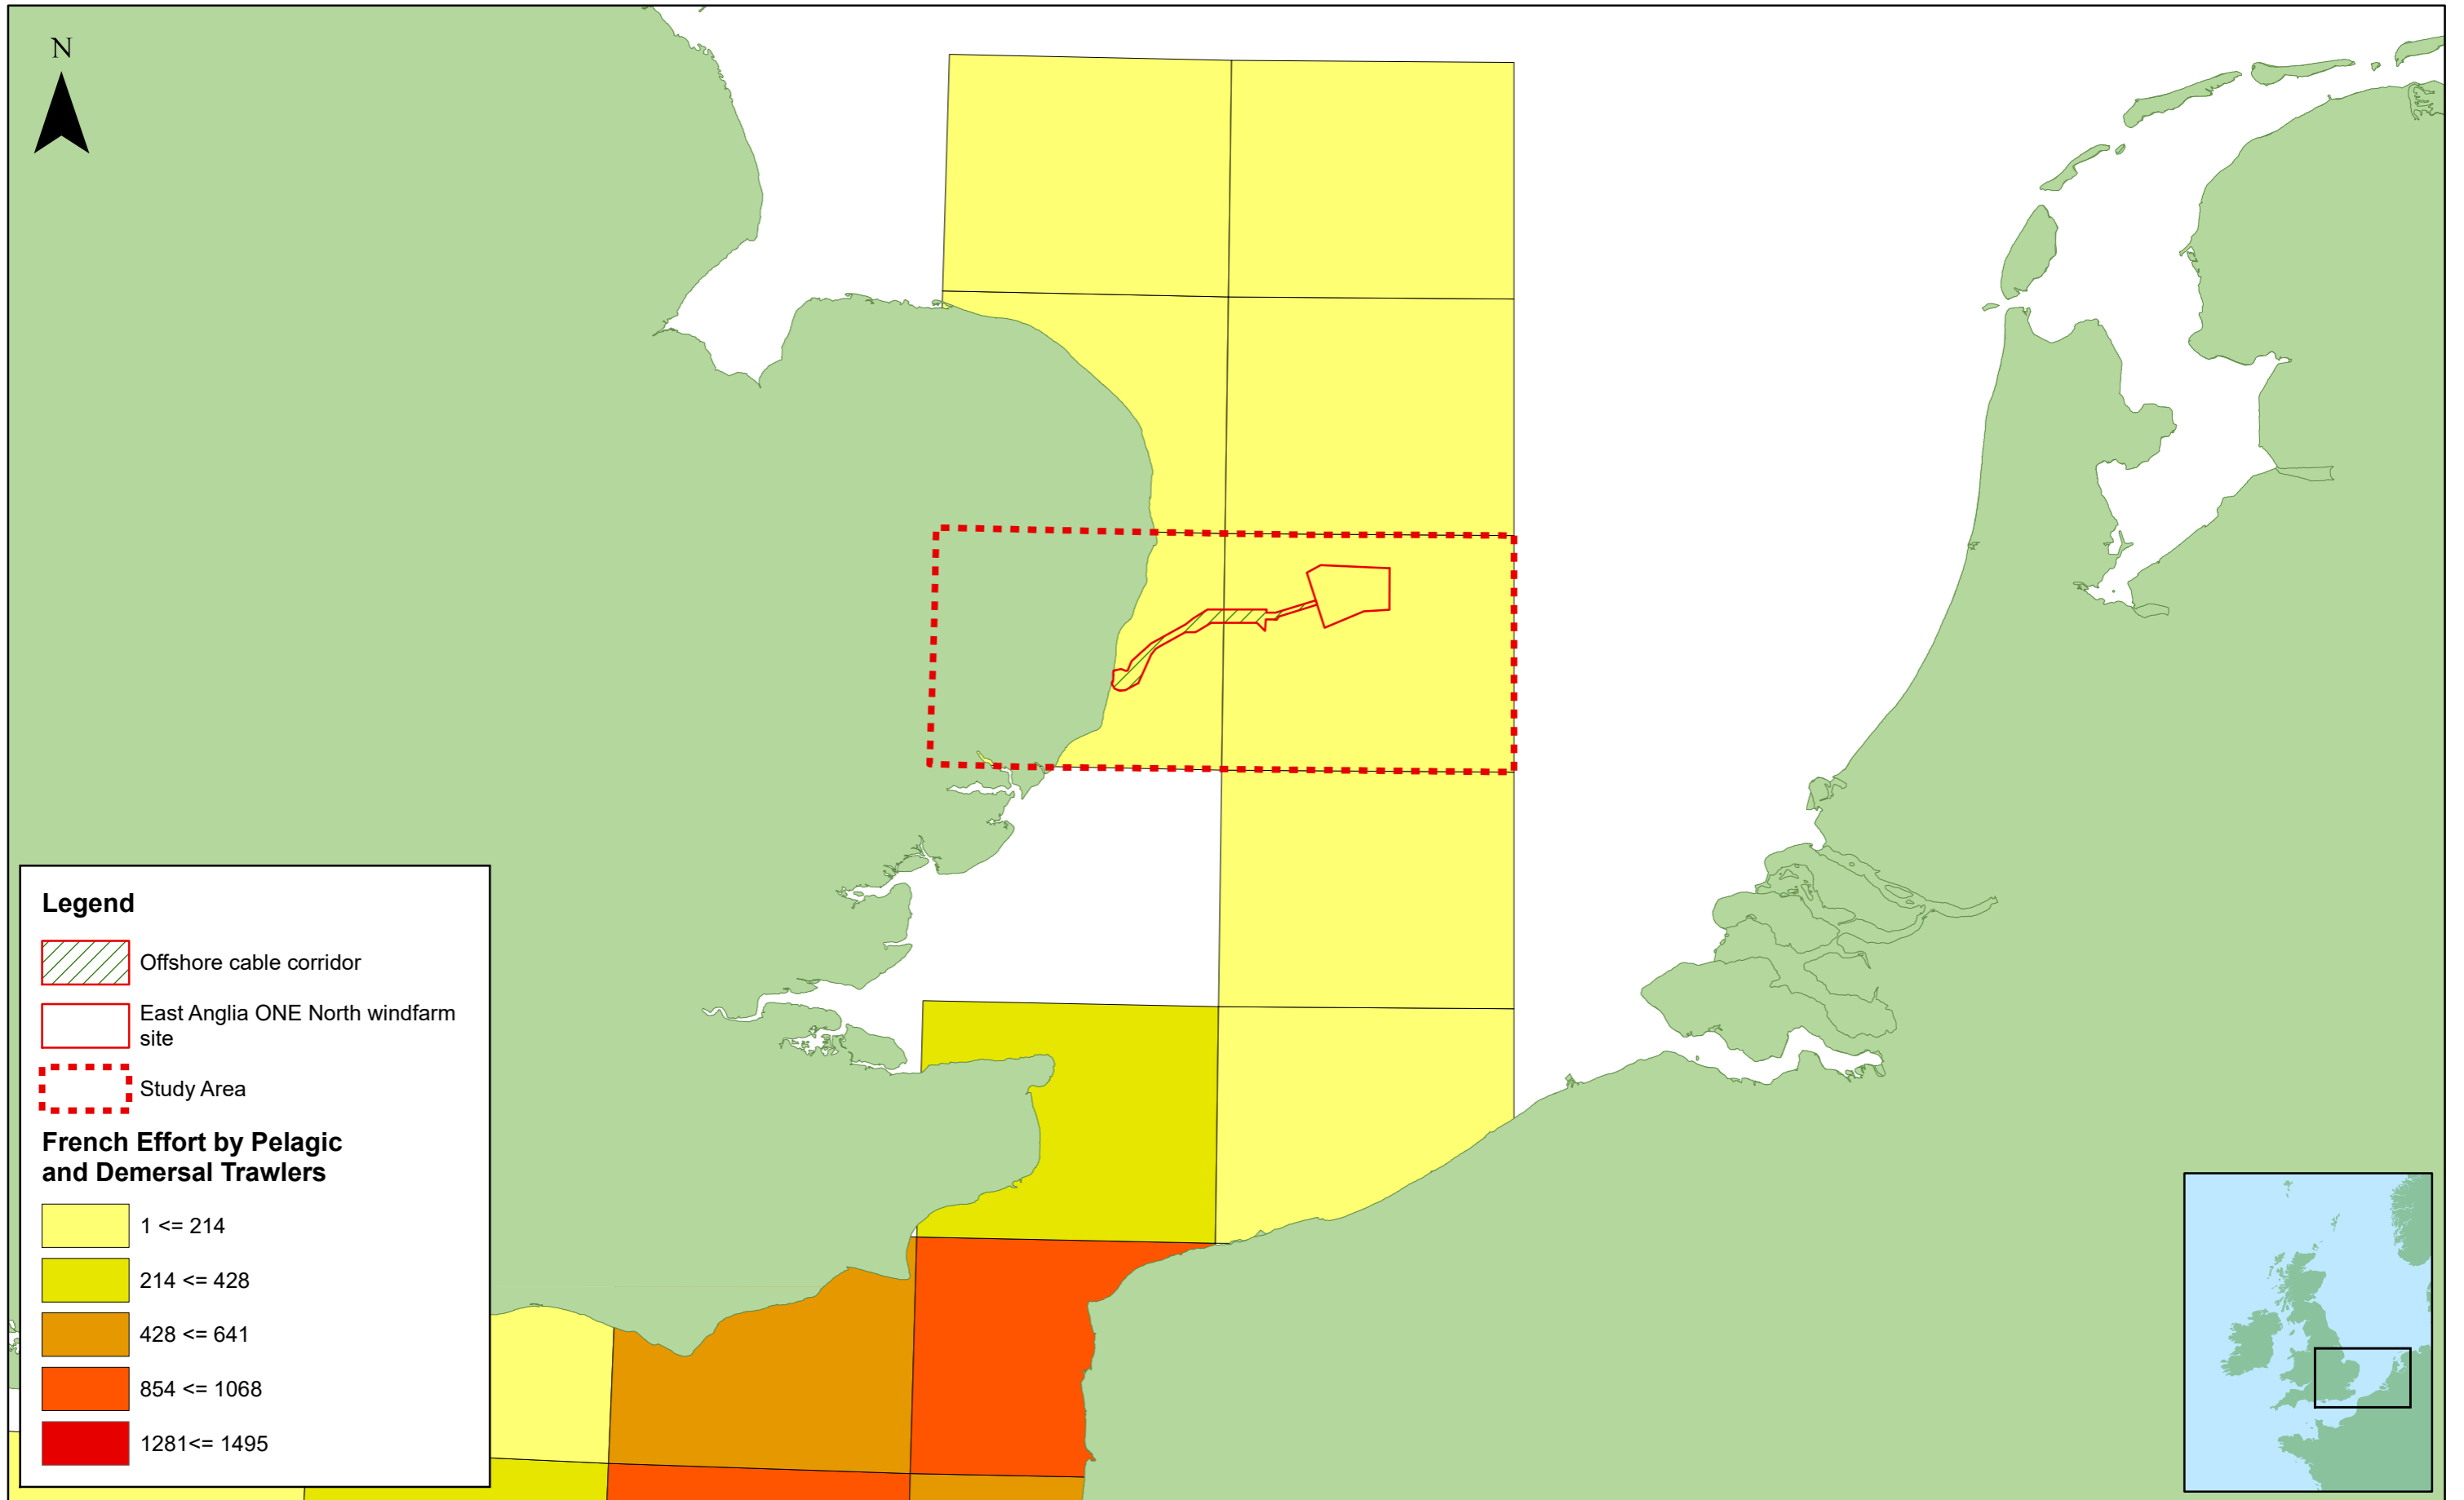 N
Legend
Offshore cable corridor
East Anglia ONE North windfarm
site
Study Area
French Effort by Pelagic
and Demersal Trawlers
1 <= 214
214 <= 428
428 <= 641
854 <= 1068
1281<= 1495